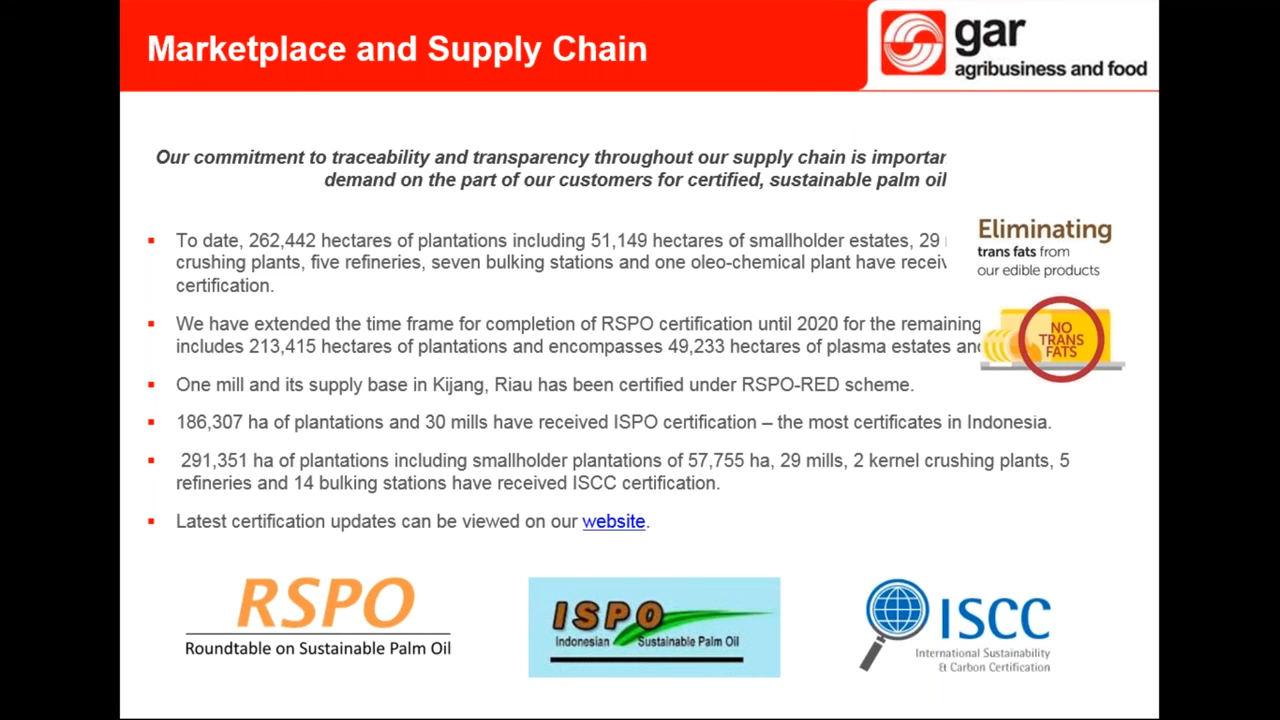 Marketplace and Supply Chain
gar
agribusiness and food
Our commitment to traceability and transparency throughout our supply chain is
demand on the part of our customers for certified, sustainable palm oil
To date, 262,442 hectares of plantations including 51,149 hectares of smallholder estates, 29
crushing plants, five refineries, seven bulking stations and one oleo-chemical plant have
certification.
Eliminating
trans fats from
our edible products
We have extended the time frame for completion of RSPO certification until 2020 for the remaining
includes 213,415 hectares of plantations and encompasses 49,233 hectares of plasma estates
NO
TRANS
FATS
One mill and its supply base in Kijang, Riau has been certified under RSPO-RED scheme.
186,307 ha of plantations and 30 mills have received ISPO certification – the most certificates in Indonesia.
291,351 ha of plantations including smallholder plantations of 57,755 ha, 29 mills, 2 kernel crushing plants, 5
refineries and 14 bulking stations have received ISCC certification.
Latest certification updates can be viewed on our website.
RSPO
Roundtable on Sustainable Palm Oil
ISPO
Indonesian Sustainable Palm Oil
ISCC
International Sustainability
& Carbon Certification